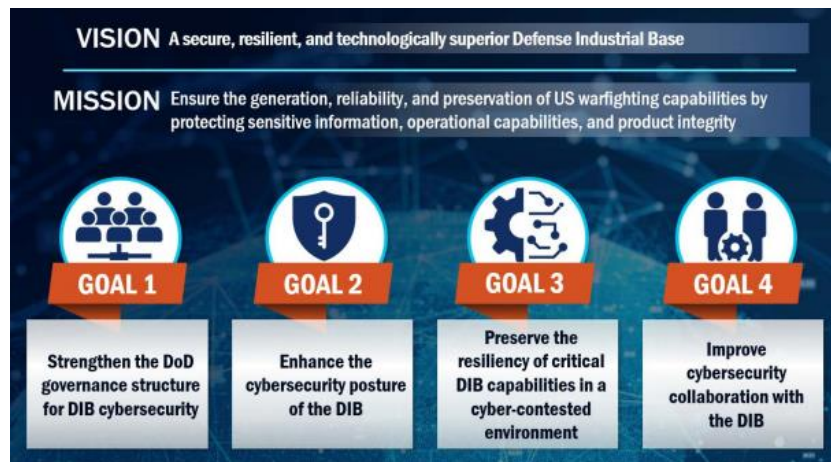 VISION A secure, resilient, and technologically superior Defense Industrial Base
MISSION Ensure the generation, reliability, and preservation of US warfighting capabilities by
protecting sensitive information, operational capabilities, and product integrity
GOAL 1
Strengthen the DoD
governance structure
for DIB cybersecurity
GOAL 2
Enhance the
cybersecurity posture
of the DIB
GOAL 3
Preserve the
resiliency of critical
DIB capabilities in a
cyber-contested
environment
GOAL 4
Improve
cybersecurity
collaboration with
the DIB